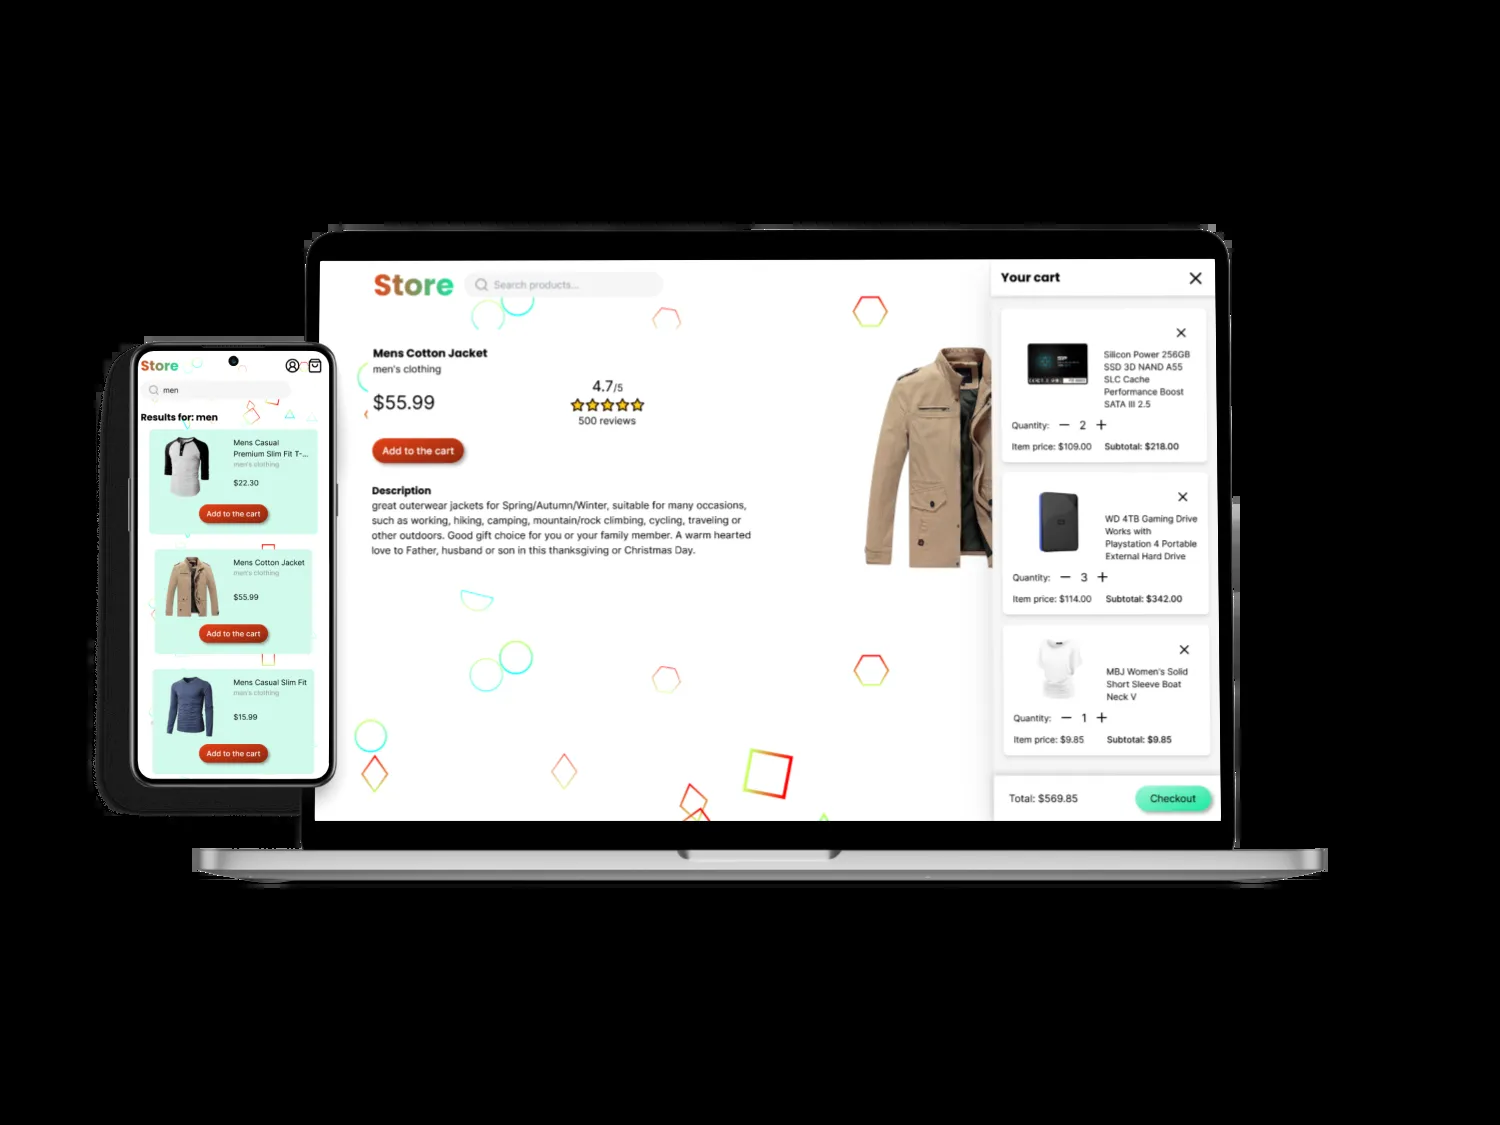 Store
men
Results for: men
Mens Casual
Premium Slim Fit T-...
men's clothing
$22.30
Add to the cart
Mens Cotton Jacket
men's clothing
$55.99
Add to the cart
Mens Casual Slim Fit
men's clothing
$15.99
Add to the cart
Store
Search products...
Mens Cotton Jacket
men's clothing
$55.99
4.7/5
500 reviews
Add to the cart
Description
great outerwear jackets for Spring/Autumn/Winter, suitable for many occasions,
such as working, hiking, camping, mountain/rock climbing, cycling, traveling or
other outdoors. Good gift choice for you or your family member. A warm hearted
love to Father, husband or son in this thanksgiving or Christmas Day.
Your cart
Silicon Power 256GB
SSD 3D NAND A55
SLC Cache
Performance Boost
SATA III 2.5
Quantity: — 2 +
Item price: $109.00 Subtotal: $218.00
WD 4TB Gaming Drive
Works with
Playstation 4 Portable
External Hard Drive
Quantity: — 3 +
Item price: $114.00 Subtotal: $342.00
MBJ Women's Solid
Short Sleeve Boat
Neck V
Quantity: — 1 +
Item price: $9.85 Subtotal: $9.85
Total: $569.85
Checkout